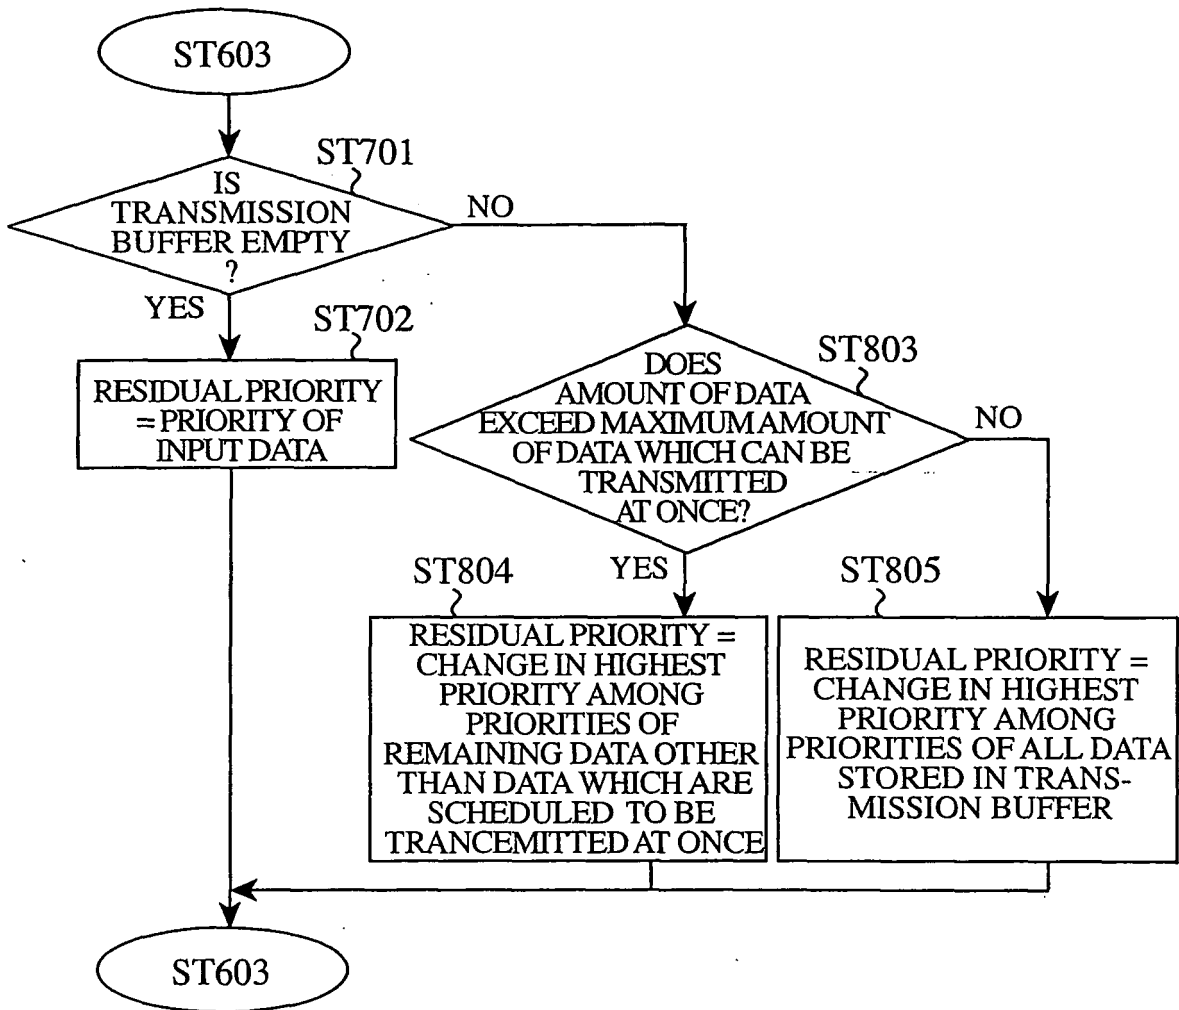 ST603
ST701
IS
TRANSMISSION
BUFFER EMPTY
?
NO
YES
ST702
RESIDUAL PRIORITY
= PRIORITY OF
INPUT DATA
ST803
DOES
AMOUNT OF DATA
EXCEED MAXIMUM AMOUNT
OF DATA WHICH CAN BE
TRANSMITTED
AT ONCE?
NO
YES
ST804
RESIDUAL PRIORITY =
CHANGE IN HIGHEST
PRIORITY AMONG
PRIORITIES OF
REMAINING DATA OTHER
THAN DATA WHICH ARE
SCHEDULED TO BE
TRANCEMITTED AT ONCE
ST805
RESIDUAL PRIORITY =
CHANGE IN HIGHEST
PRIORITY AMONG
PRIORITIES OF ALL DATA
STORED IN TRANS-
MISSION BUFFER
ST603